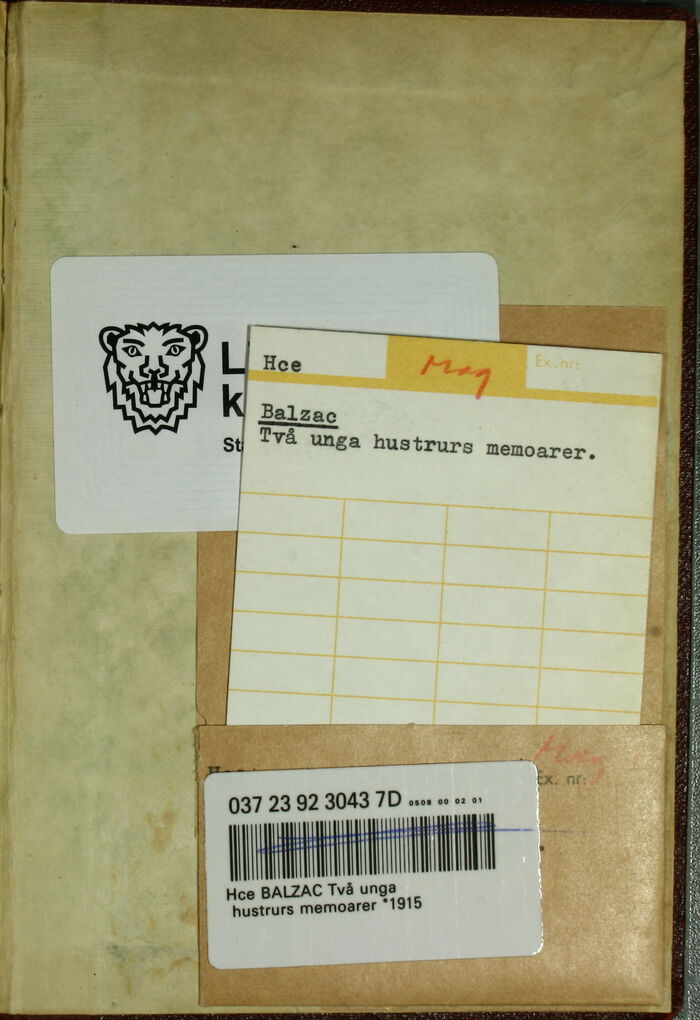 Hce
Mag
Ex.nr:
Balzac
Två unga hustrurs memoarer.
Mag
Ex. nr:
037 23 92 3043 7D 0508 00 02 01
Hce BALZAC Två unga
hustrurs memoarer *1915